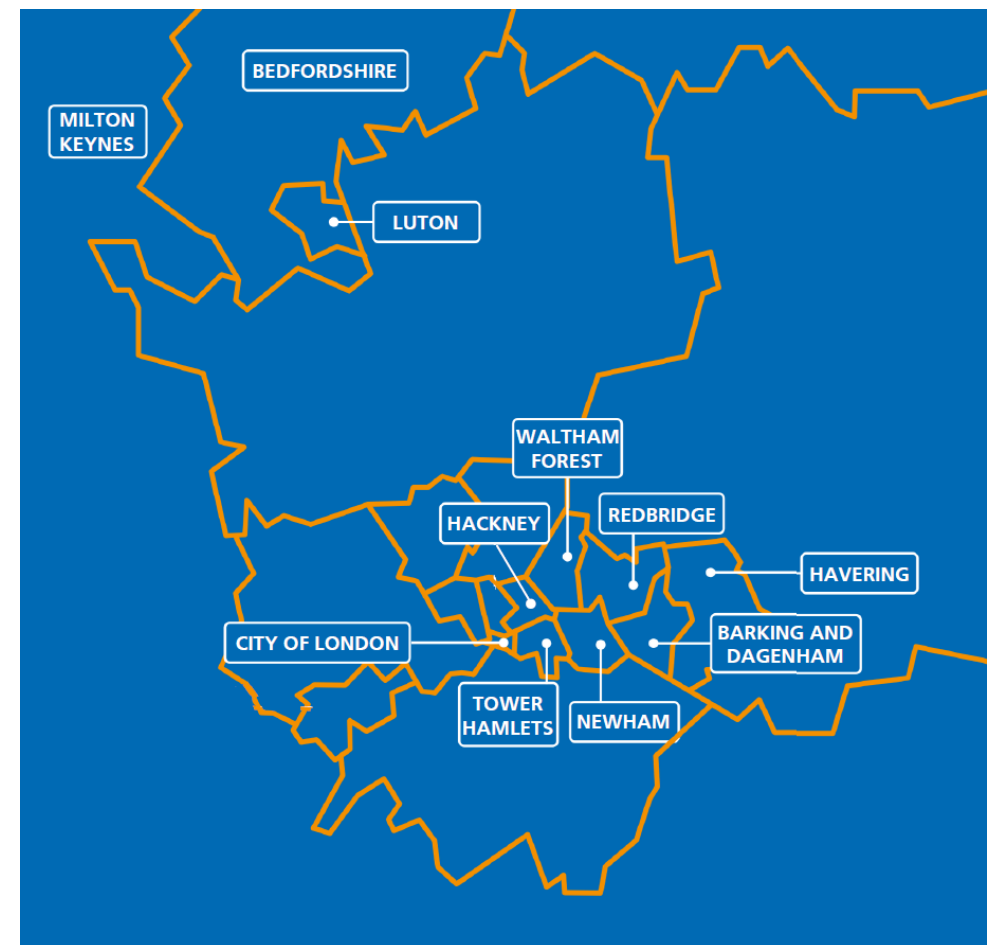 BEDFORDSHIRE
MILTON
KEYNES
LUTON
WALTHAM
FOREST
HACKNEY
REDBRIDGE
HAVERING
CITY OF LONDON
BARKING AND
DAGENHAM
TOWER
HAMLETS
NEWHAM